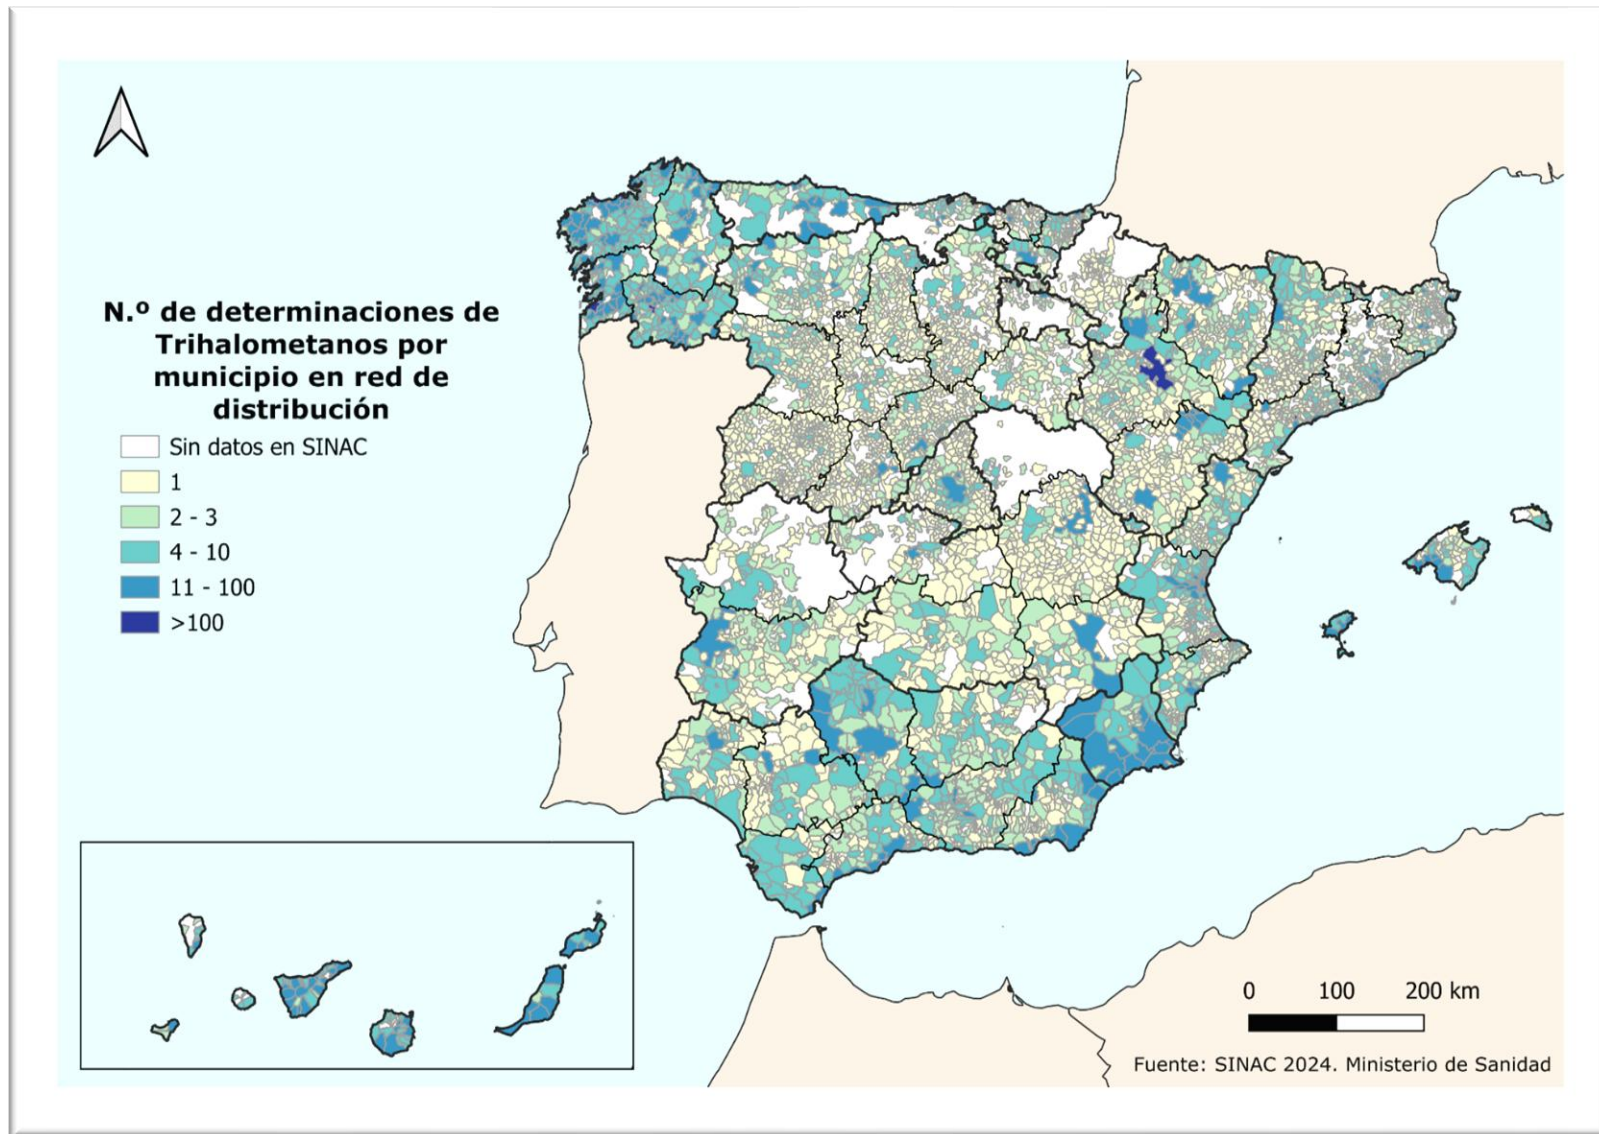 N.º de determinaciones de
Trihalometanos por
municipio en red de
distribución
Sin datos en SINAC
1
2 - 3
4 - 10
11 - 100
>100
0 100 200 km
Fuente: SINAC 2024. Ministerio de Sanidad